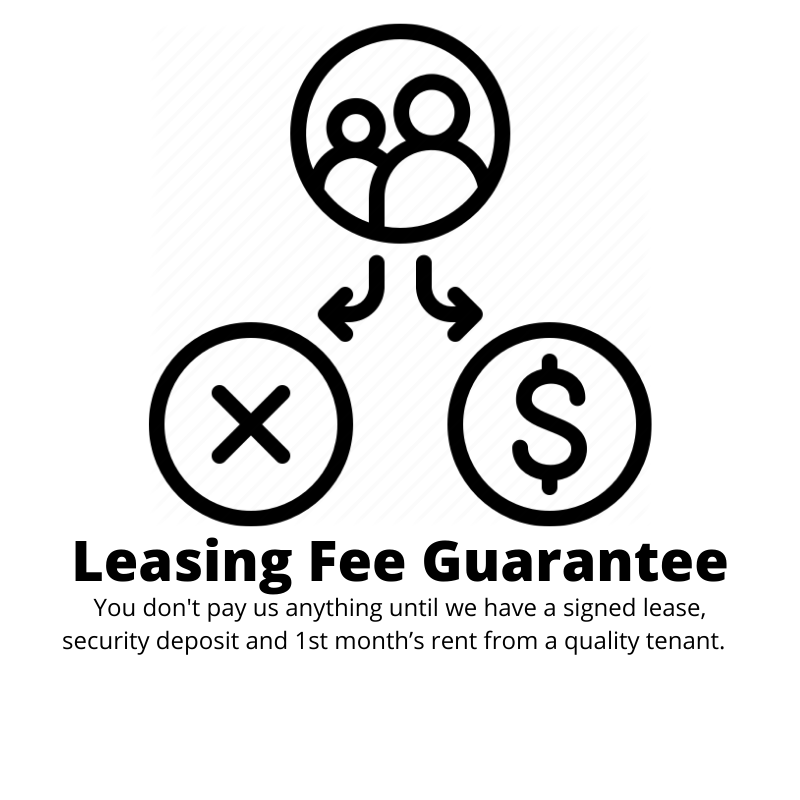 Leasing Fee Guarantee
You don't pay us anything until we have a signed lease,
security deposit and 1st month’s rent from a quality tenant.